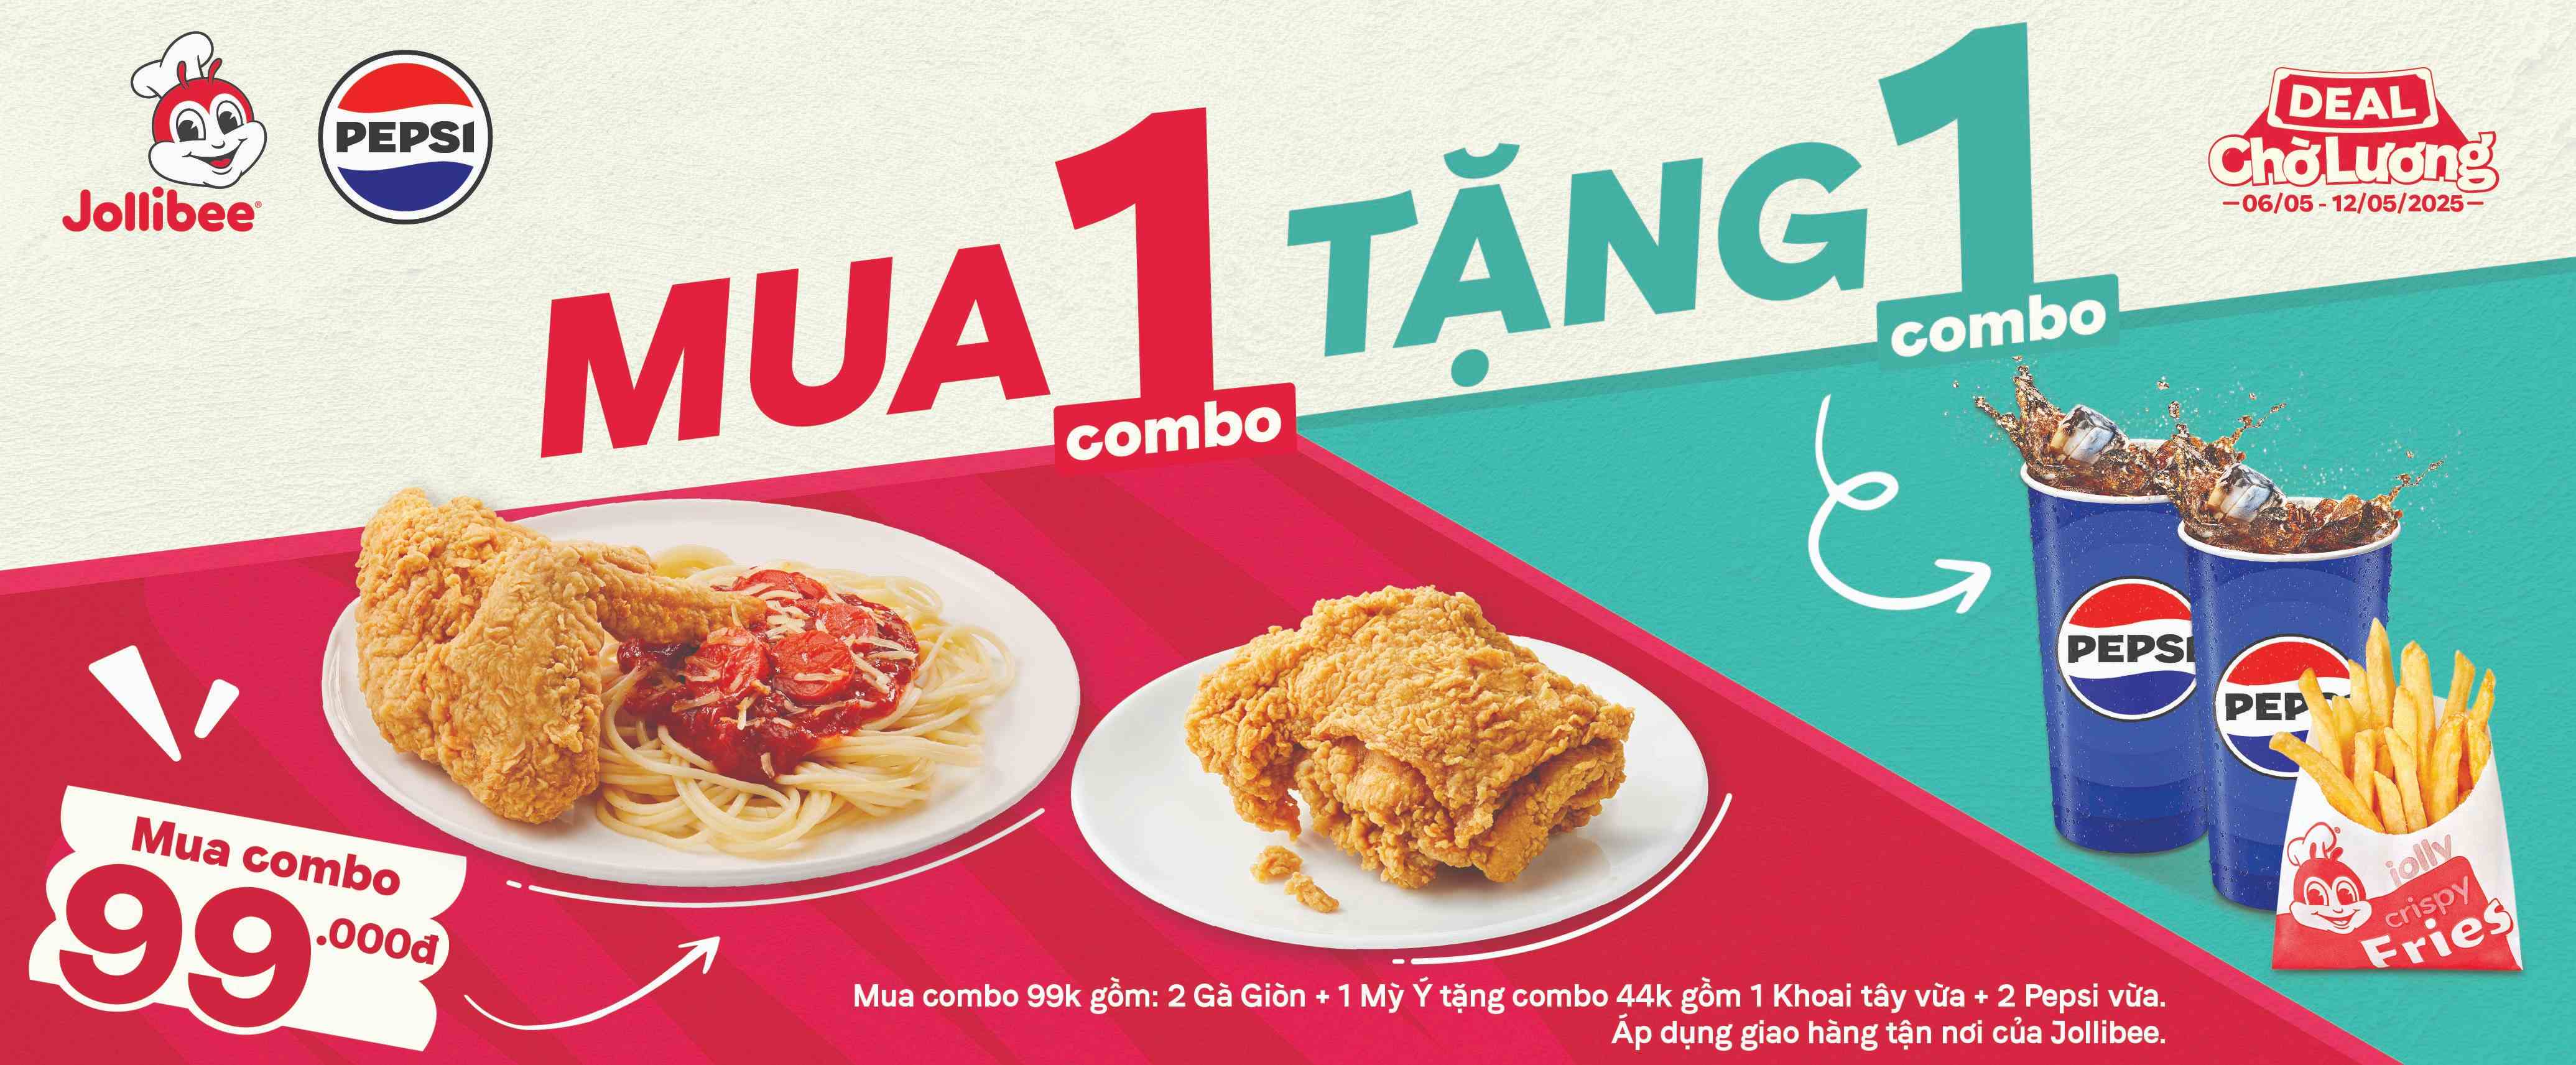 Jollibee
PEPSI
MUA 1 combo
TẶNG 1 combo
DEAL
Chờ Lương
06/05 - 12/05/2025
PEPSI
PEP
Mua combo
99.000đ
jolly
crispy
Fries
Mua combo 99k gồm: 2 Gà Giòn + 1 Mỳ Ý tặng combo 44k gồm 1 Khoai tây vừa + 2 Pepsi vừa.
Áp dụng giao hàng tận nơi của Jollibee.